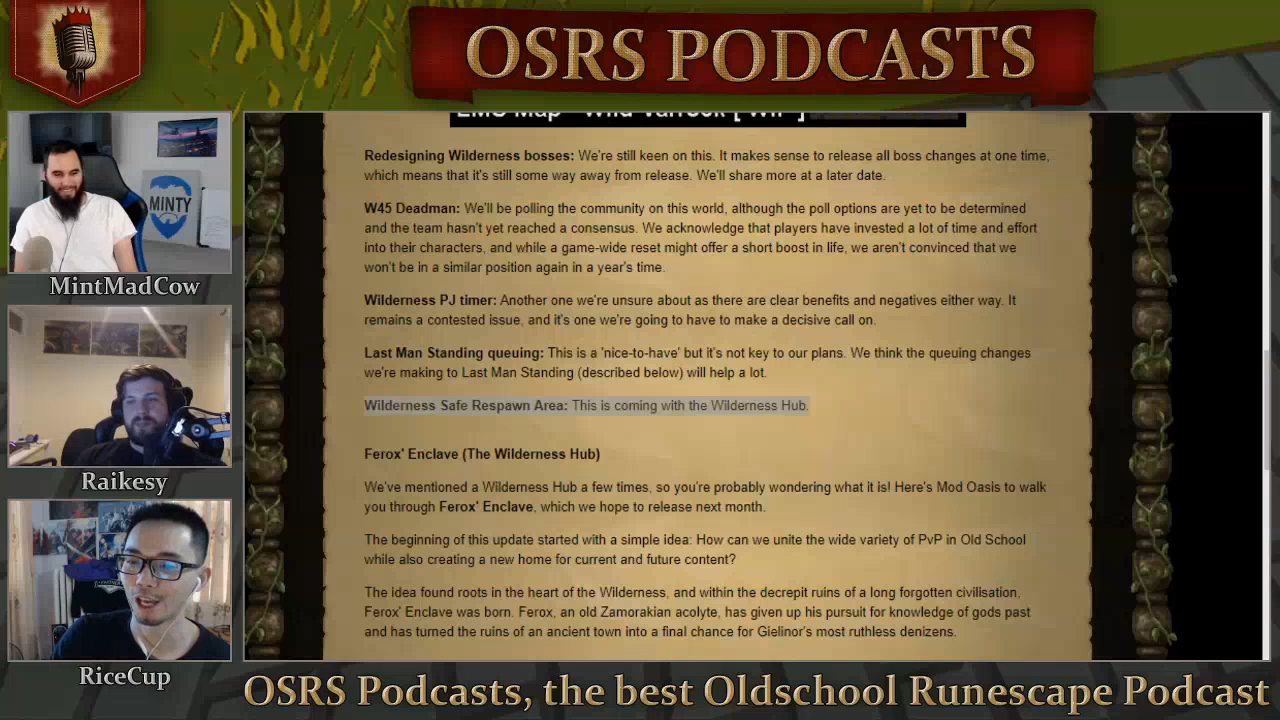 OSRS PODCASTS
EMS Map - Wild Varrock [ WIP ]
Redesigning Wilderness bosses: We're still keen on this. It makes sense to release all boss changes at one time,
which means that it's still some way away from release. We'll share more at a later date.
W45 Deadman: We'll be polling the community on this world, although the poll options are yet to be determined
and the team hasn't yet reached a consensus. We acknowledge that players have invested a lot of time and effort
into their characters, and while a game-wide reset might offer a short boost in life, we aren't convinced that we
won't be in a similar position again in a year's time.
Wilderness PJ timer: Another one we're unsure about as there are clear benefits and negatives either way. It
remains a contested issue, and it's one we're going to have to make a decisive call on.
Last Man Standing queuing: This is a 'nice-to-have' but it's not key to our plans. We think the queuing changes
we're making to Last Man Standing (described below) will help a lot.
Wilderness Safe Respawn Area: This is coming with the Wilderness Hub.
Ferox' Enclave (The Wilderness Hub)
We've mentioned a Wilderness Hub a few times, so you're probably wondering what it is! Here's Mod Oasis to walk
you through Ferox' Enclave, which we hope to release next month.
The beginning of this update started with a simple idea: How can we unite the wide variety of PvP in Old School
while also creating a new home for current and future content?
The idea found roots in the heart of the Wilderness, and within the decrepit ruins of a long forgotten civilisation,
Ferox' Enclave was born. Ferox, an old Zamorakian acolyte, has given up his pursuit for knowledge of gods past
and has turned the ruins of an ancient town into a final chance for Gielinor's most ruthless denizens.
MINTY
MintMadCow
Raikesy
RiceCup
OSRS Podcasts, the best Oldschool Runescape Podcast